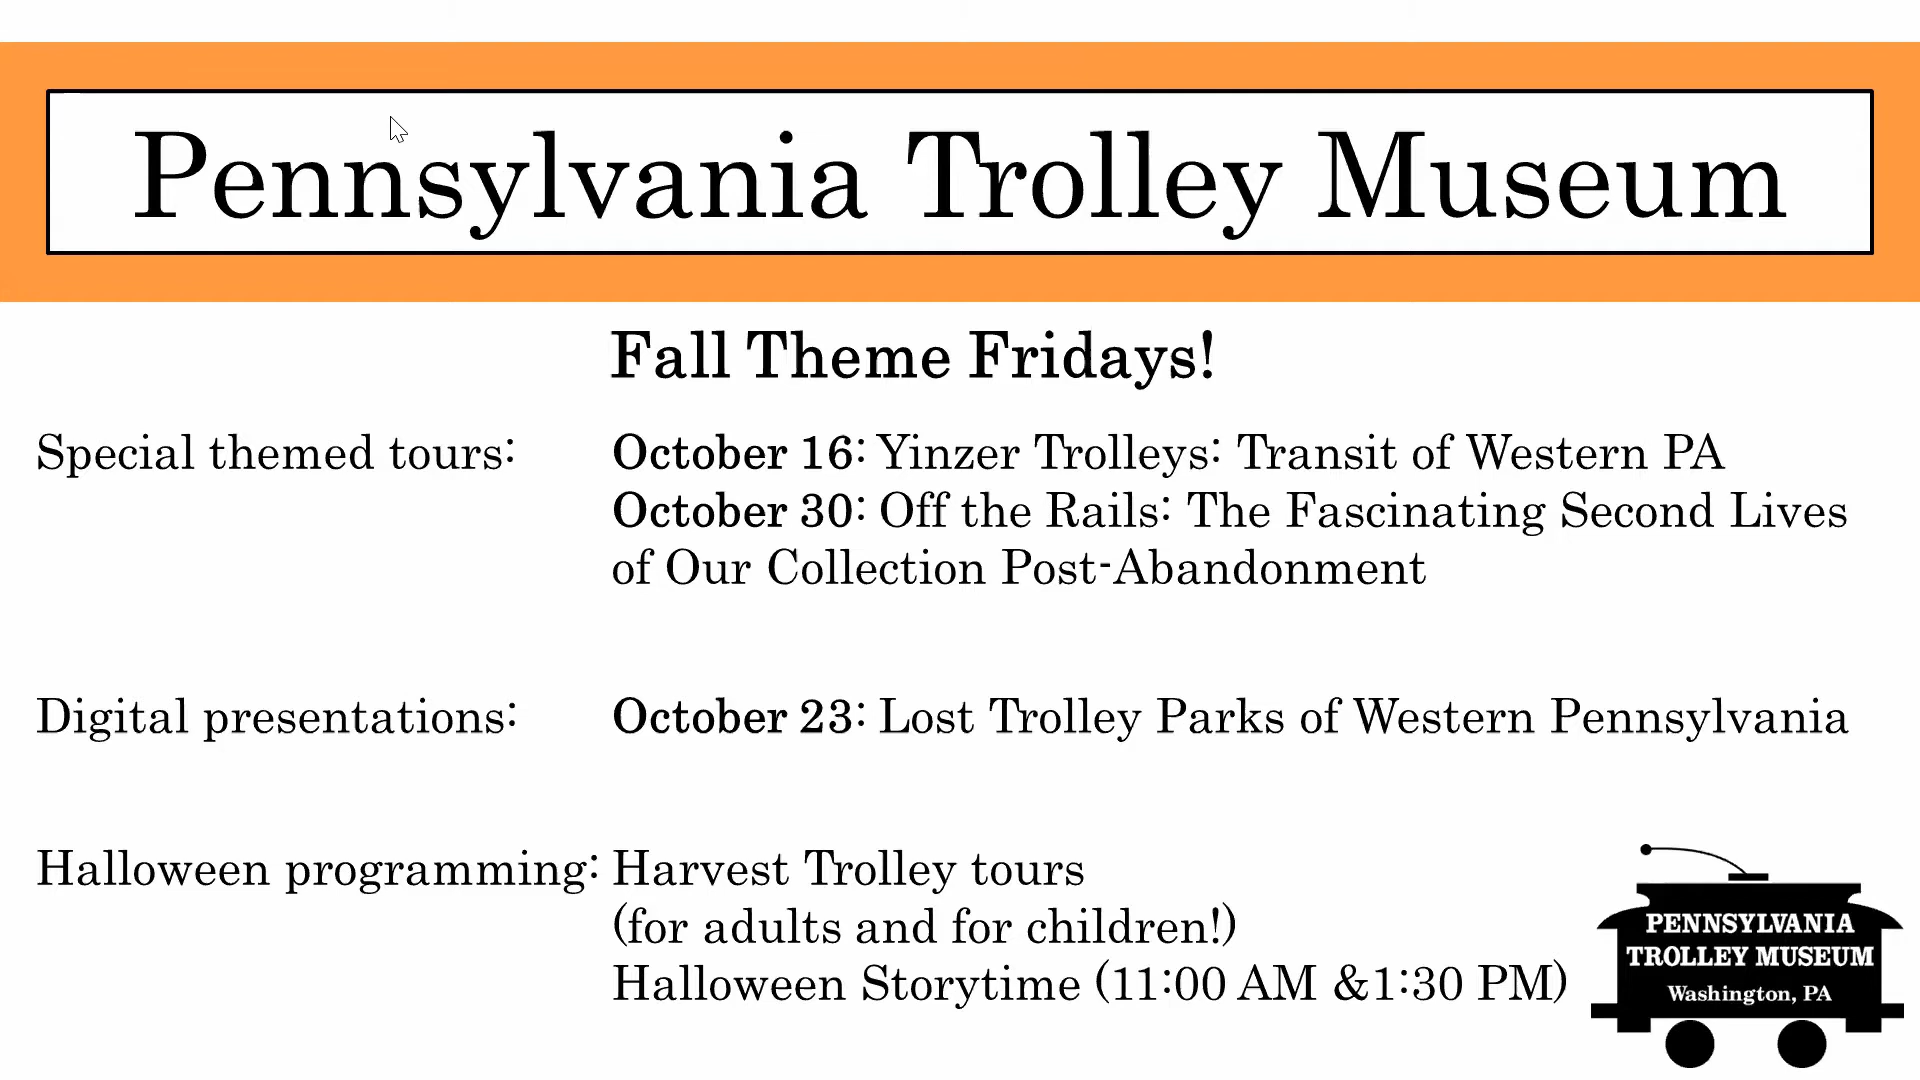 Pennsylvania Trolley Museum
Fall Theme Fridays!
Special themed tours: October 16: Yinzer Trolleys: Transit of Western PA
October 30: Off the Rails: The Fascinating Second Lives
of Our Collection Post-Abandonment
Digital presentations: October 23: Lost Trolley Parks of Western Pennsylvania
Halloween programming: Harvest Trolley tours
(for adults and for children!)
Halloween Storytime (11:00 AM &1:30 PM)
PENNSYLVANIA
TROLLEY MUSEUM
Washington, PA